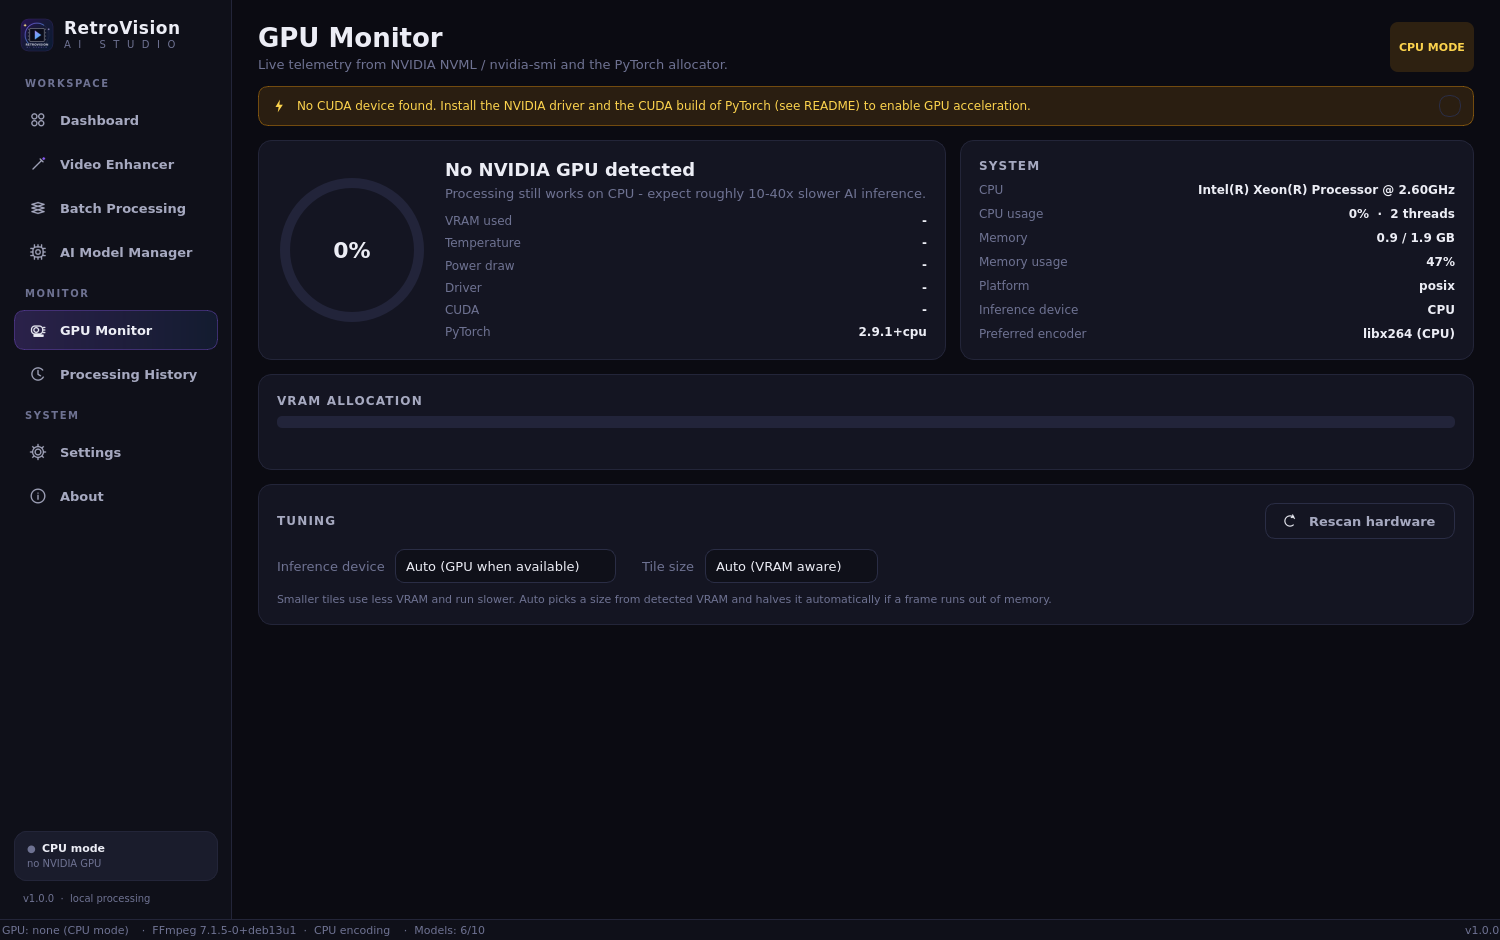 RetroVision
AI STUDIO
WORKSPACE
Dashboard
Video Enhancer
Batch Processing
AI Model Manager
MONITOR
GPU Monitor
Processing History
SYSTEM
Settings
About
CPU mode
no NVIDIA GPU
v1.0.0 · local processing
GPU Monitor
Live telemetry from NVIDIA NVML / nvidia-smi and the PyTorch allocator.
CPU MODE
No CUDA device found. Install the NVIDIA driver and the CUDA build of PyTorch (see README) to enable GPU acceleration.
0%
No NVIDIA GPU detected
Processing still works on CPU - expect roughly 10-40x slower AI inference.
VRAM used -
Temperature -
Power draw -
Driver -
CUDA -
PyTorch 2.9.1+cpu
SYSTEM
CPU Intel(R) Xeon(R) Processor @ 2.60GHz
CPU usage 0% · 2 threads
Memory 0.9 / 1.9 GB
Memory usage 47%
Platform posix
Inference device CPU
Preferred encoder libx264 (CPU)
VRAM ALLOCATION
TUNING
Rescan hardware
Inference device Auto (GPU when available) Tile size Auto (VRAM aware)
Smaller tiles use less VRAM and run slower. Auto picks a size from detected VRAM and halves it automatically if a frame runs out of memory.
GPU: none (CPU mode) · FFmpeg 7.1.5-0+deb13u1 · CPU encoding · Models: 6/10 v1.0.0